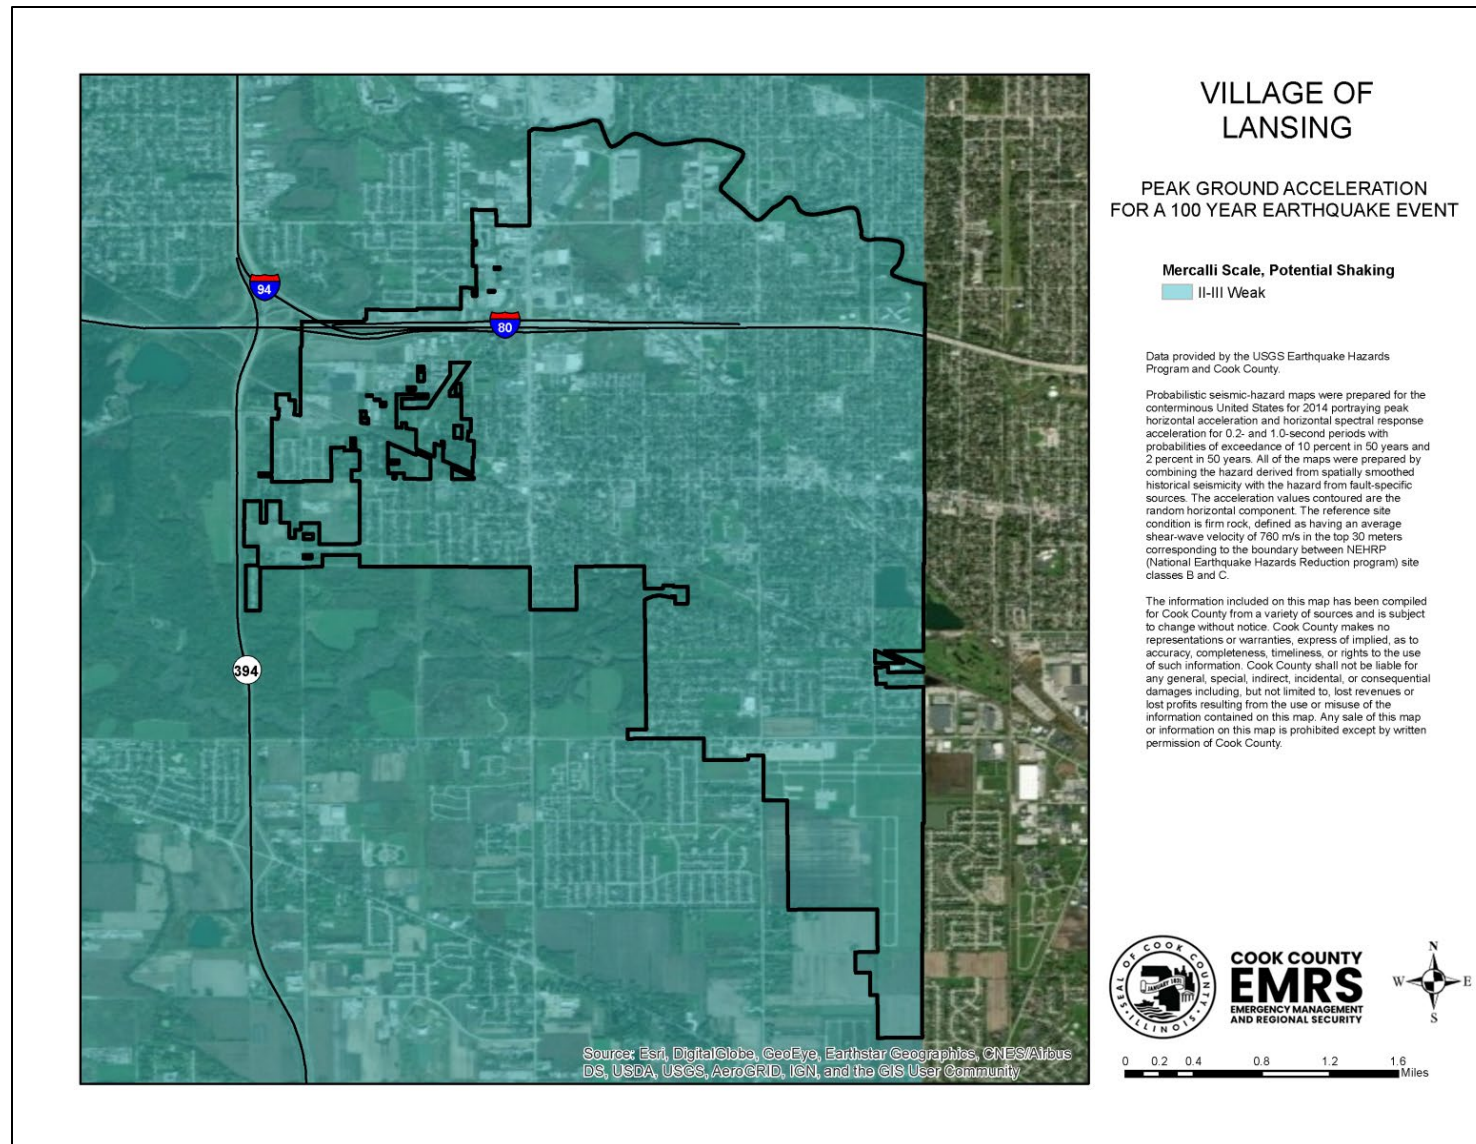 VILLAGE OF
LANSING
PEAK GROUND ACCELERATION
FOR A 100 YEAR EARTHQUAKE EVENT
Mercalli Scale, Potential Shaking
II-III Weak
Data provided by the USGS Earthquake Hazards
Program and Cook County.
Probabilistic seismic-hazard maps were prepared for the
conterminous United States for 2014 portraying peak
horizontal acceleration and horizontal spectral response
acceleration for 0.2- and 1.0-second periods with
probabilities of exceedance of 10 percent in 50 years and
2 percent in 50 years. All of the maps were prepared by
combining the hazard derived from spatially smoothed
historical seismicity with the hazard from fault-specific
sources. The acceleration values contoured are the
random horizontal component. The reference site
condition is firm rock, defined as having an average
shear-wave velocity of 760 m/s in the top 30 meters
corresponding to the boundary between NEHRP
(National Earthquake Hazards Reduction program) site
classes B and C.
The information included on this map has been compiled
for Cook County from a variety of sources and is subject
to change without notice. Cook County makes no
representations or warranties, express of implied, as to
accuracy, completeness, timeliness, or rights to the use
of such information. Cook County shall not be liable for
any general, special, indirect, incidental, or consequential
damages including, but not limited to, lost revenues or
lost profits resulting from the use or misuse of the
information contained on this map. Any sale of this map
or information on this map is prohibited except by written
permission of Cook County.
94
80
394
Source: Esri, DigitalGlobe, GeoEye, Earthstar Geographics, CNES/Airbus
DS, USDA, USGS, AeroGRID, IGN, and the GIS User Community
SEAL OF COOK COUNTY
JANUARY 1831
ILLINOIS
COOK COUNTY
EMRS
EMERGENCY MANAGEMENT
AND REGIONAL SECURITY
N
W E
S
0 0.2 0.4 0.8 1.2 1.6
Miles